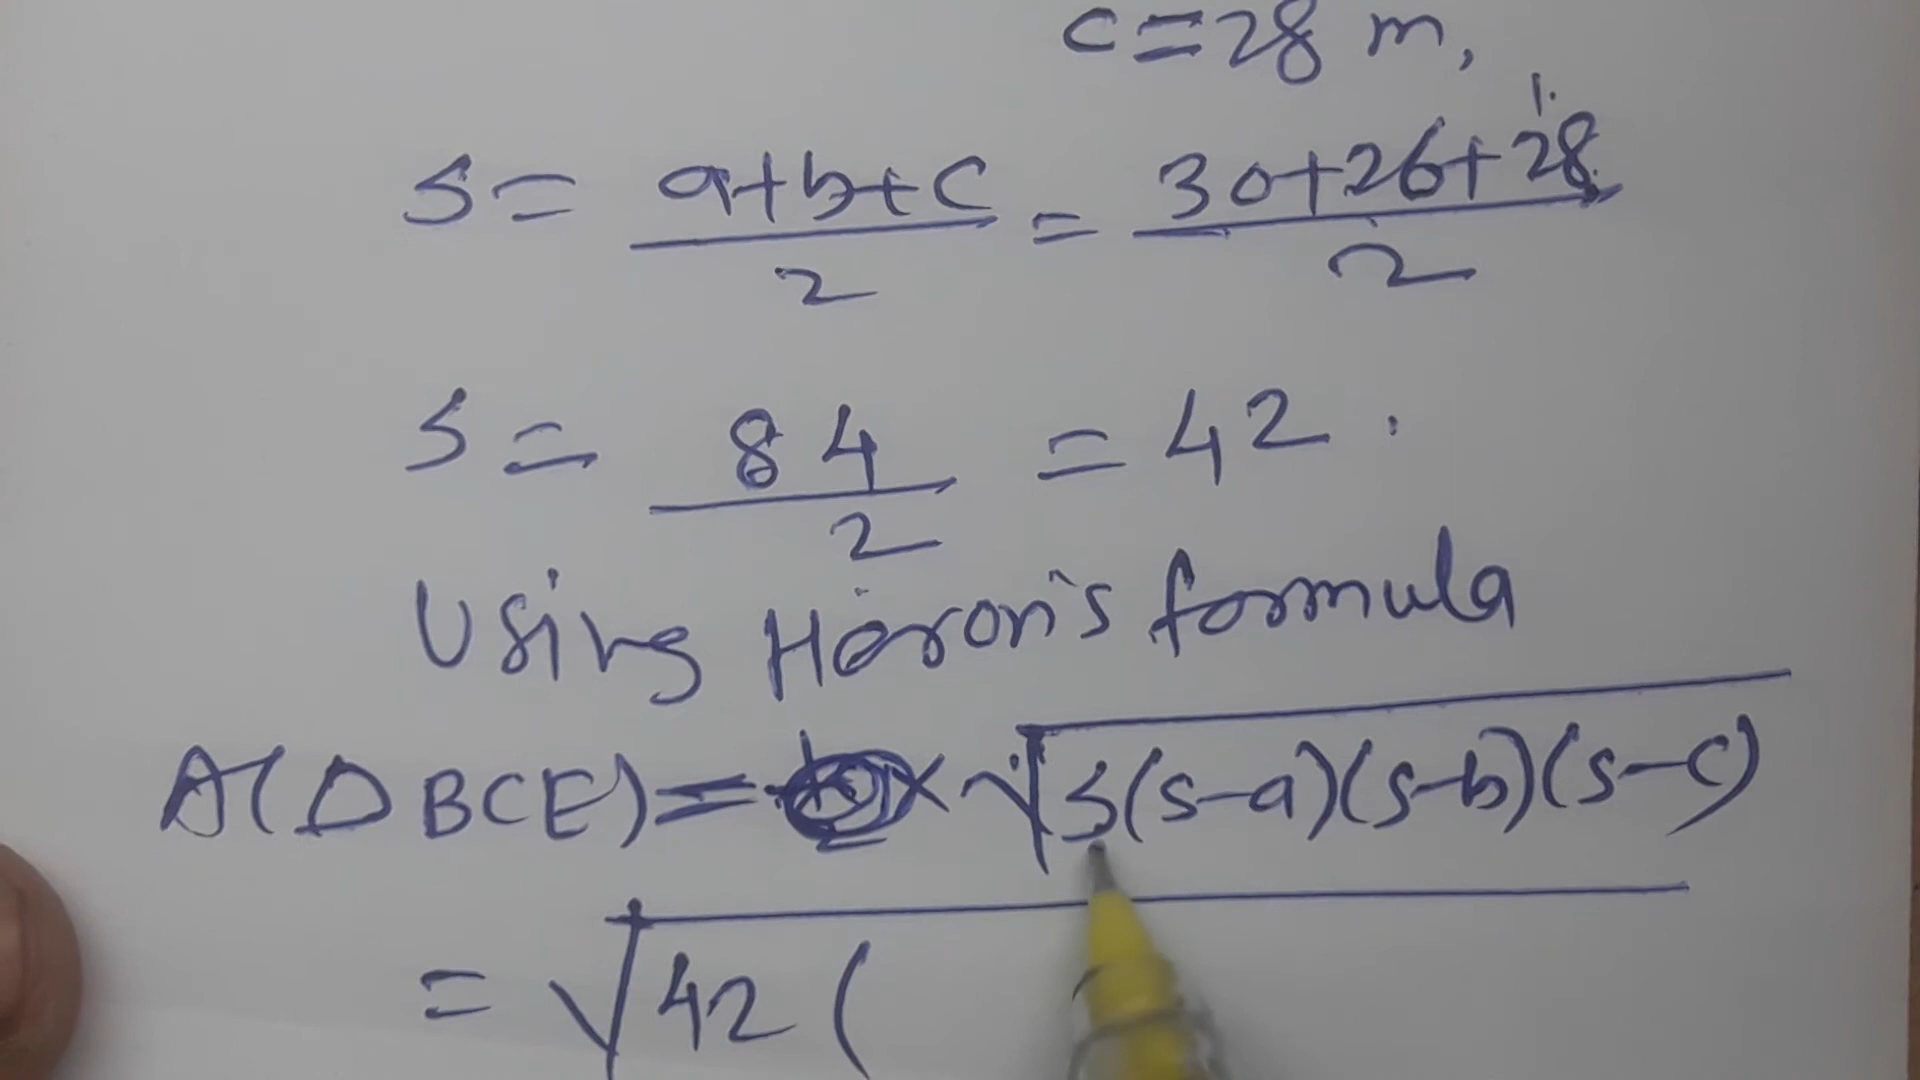 c=28 m,
s= a+b+c/2 = 30+26+28/2
s= 84/2 = 42.
Using Heron's formula
A(Δ BCE)= √s(s-a)(s-b)(s-c)
= √42 (